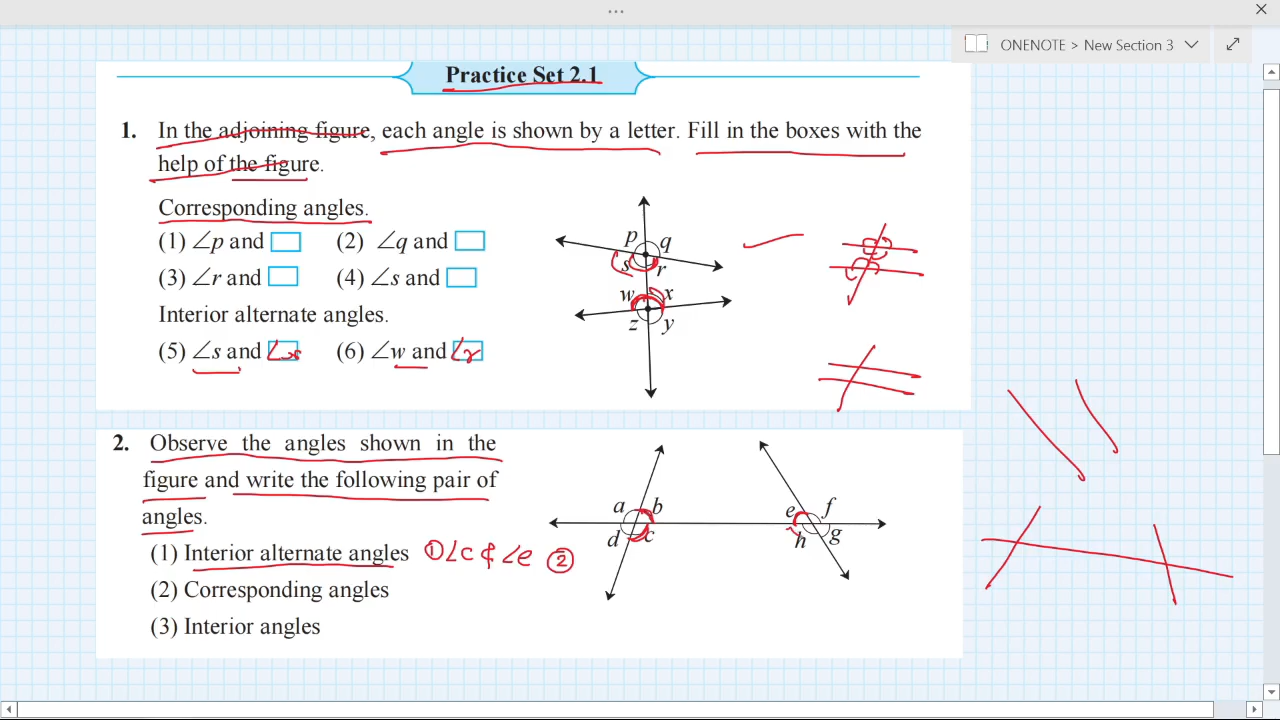 ONENOTE > New Section 3
Practice Set 2.1
1. In the adjoining figure, each angle is shown by a letter. Fill in the boxes with the
help of the figure.
Corresponding angles.
(1) ∠p and (2) ∠q and
(3) ∠r and (4) ∠s and
Interior alternate angles.
(5) ∠s and ∠x (6) ∠w and ∠r
p q
s r
w x
z y
2. Observe the angles shown in the
figure and write the following pair of
angles.
(1) Interior alternate angles ① ∠c & ∠e ②
(2) Corresponding angles
(3) Interior angles
a b e f
d c h g